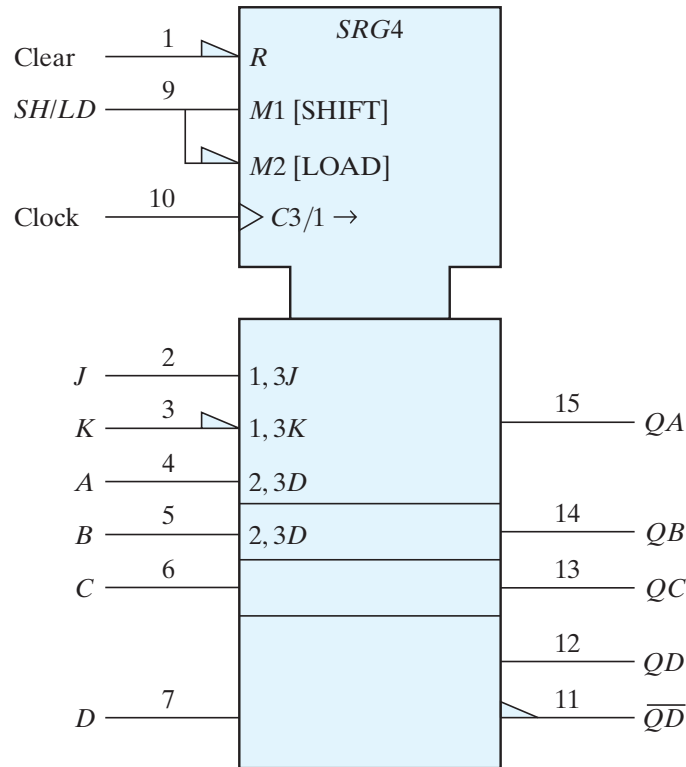 SRG4
1
Clear
R
9
SH/LD
M1 [SHIFT]
M2 [LOAD]
10
Clock
C3/1 →
2
J
1, 3J
3
K
1, 3K
15
QA
4
A
2, 3D
5
B
2, 3D
14
QB
6
C
13
QC
12
QD
7
D
11
Q̅D̅